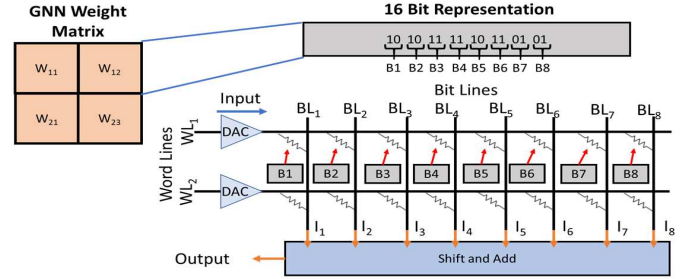 GNN Weight
Matrix
W11 W12
W21 W23
16 Bit Representation
10 10 11 11 10 11 01 01
B1 B2 B3 B4 B5 B6 B7 B8
Bit Lines
Input
BL1 BL2 BL3 BL4 BL5 BL6 BL7 BL8
Word Lines
WL1
DAC
B1 B2 B3 B4 B5 B6 B7 B8
WL2
DAC
I1 I2 I3 I4 I5 I6 I7 I8
Output
Shift and Add